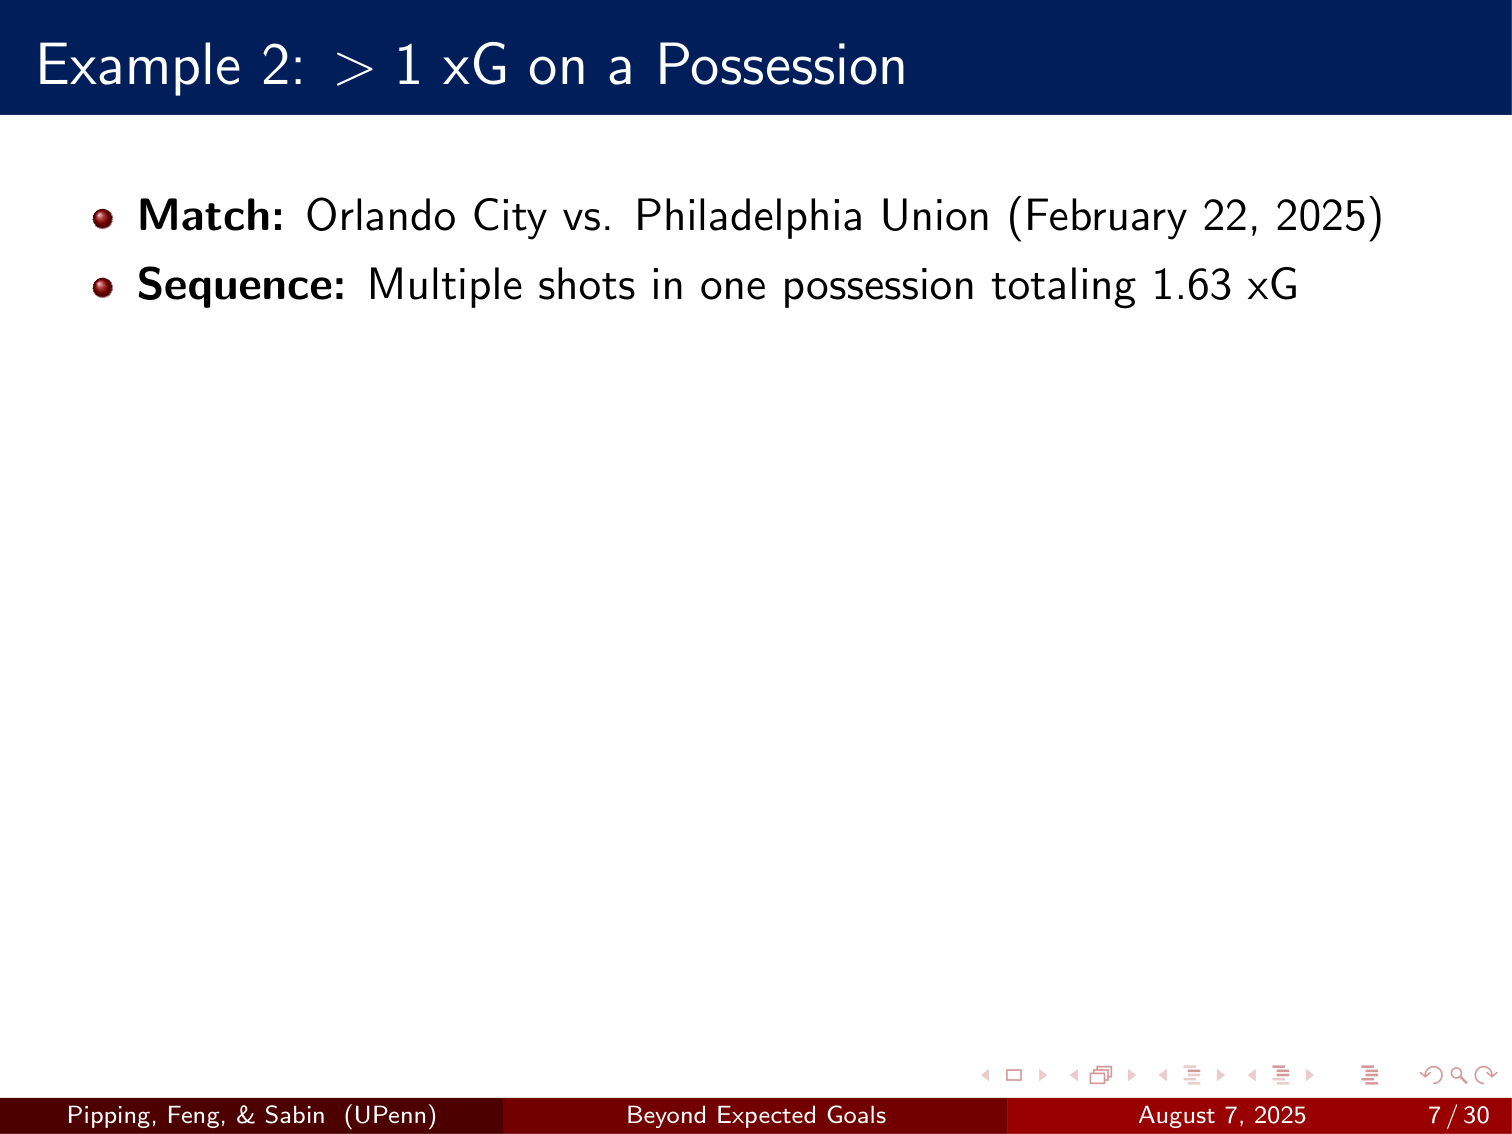 Example 2: > 1 xG on a Possession
Match: Orlando City vs. Philadelphia Union (February 22, 2025)
Sequence: Multiple shots in one possession totaling 1.63 xG
Pipping, Feng, & Sabin (UPenn) Beyond Expected Goals August 7, 2025 7 / 30